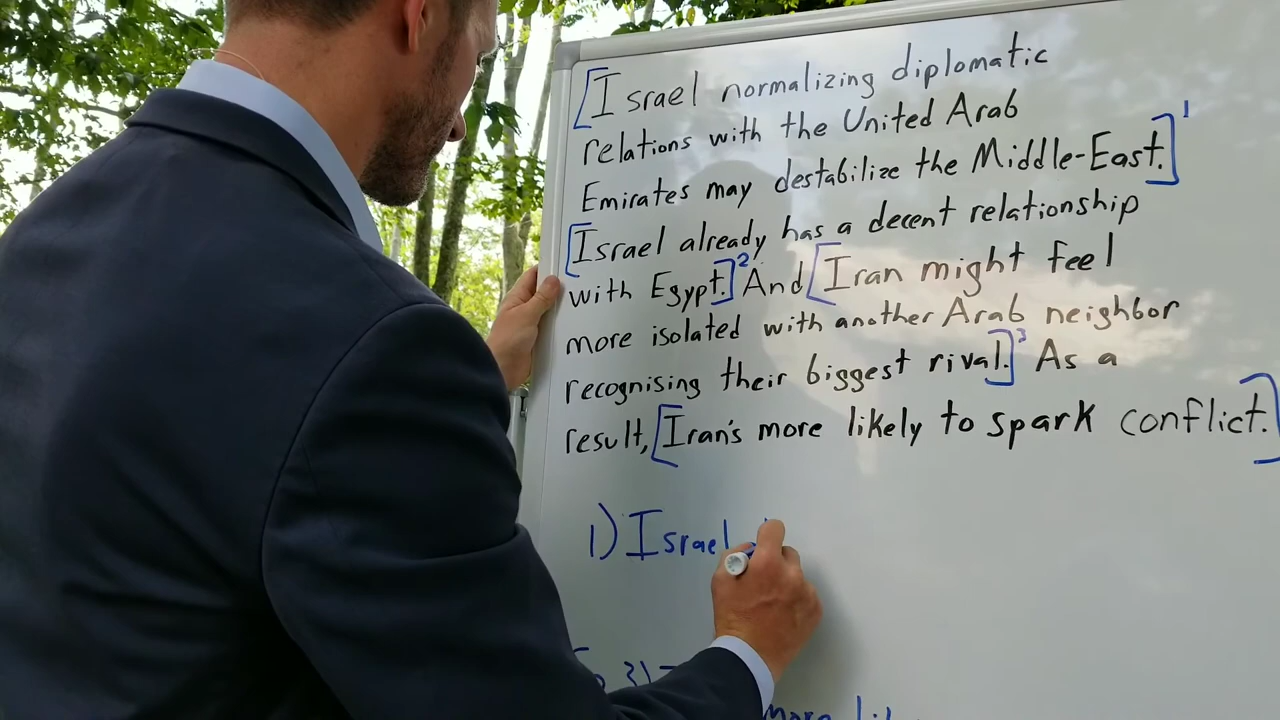 [Israel normalizing diplomatic
relations with the United Arab
Emirates may destabilize the Middle-East.]¹
[Israel already has a decent relationship
with Egypt.]² And [Iran might feel
more isolated with another Arab neighbor
recognising their biggest rival.]³ As a
result, [Iran's more likely to spark conflict.]
1) Israel
3)
more